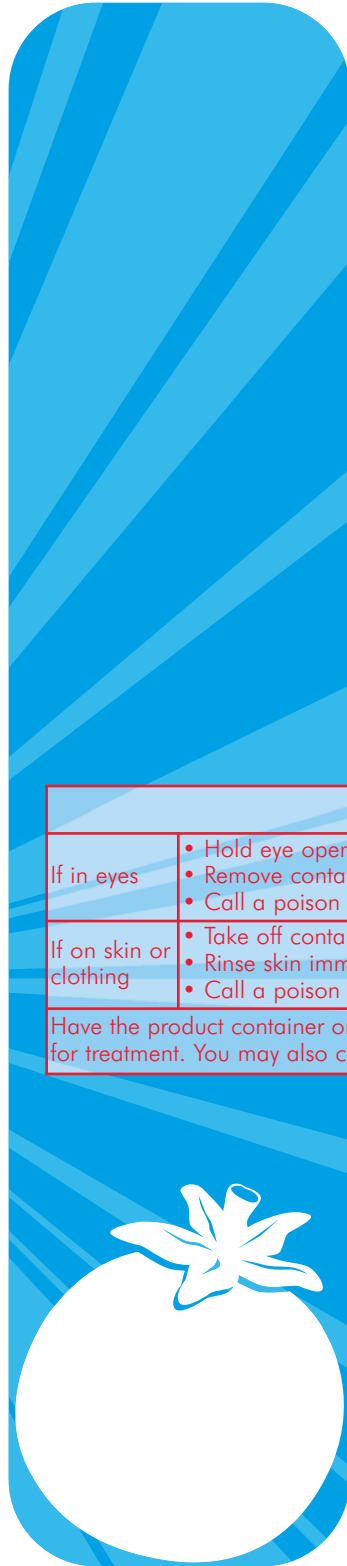 If in eyes
• Hold eye open
• Remove conta
• Call a poison
If on skin or
clothing
• Take off conta
• Rinse skin imm
• Call a poison
Have the product container o
for treatment. You may also c